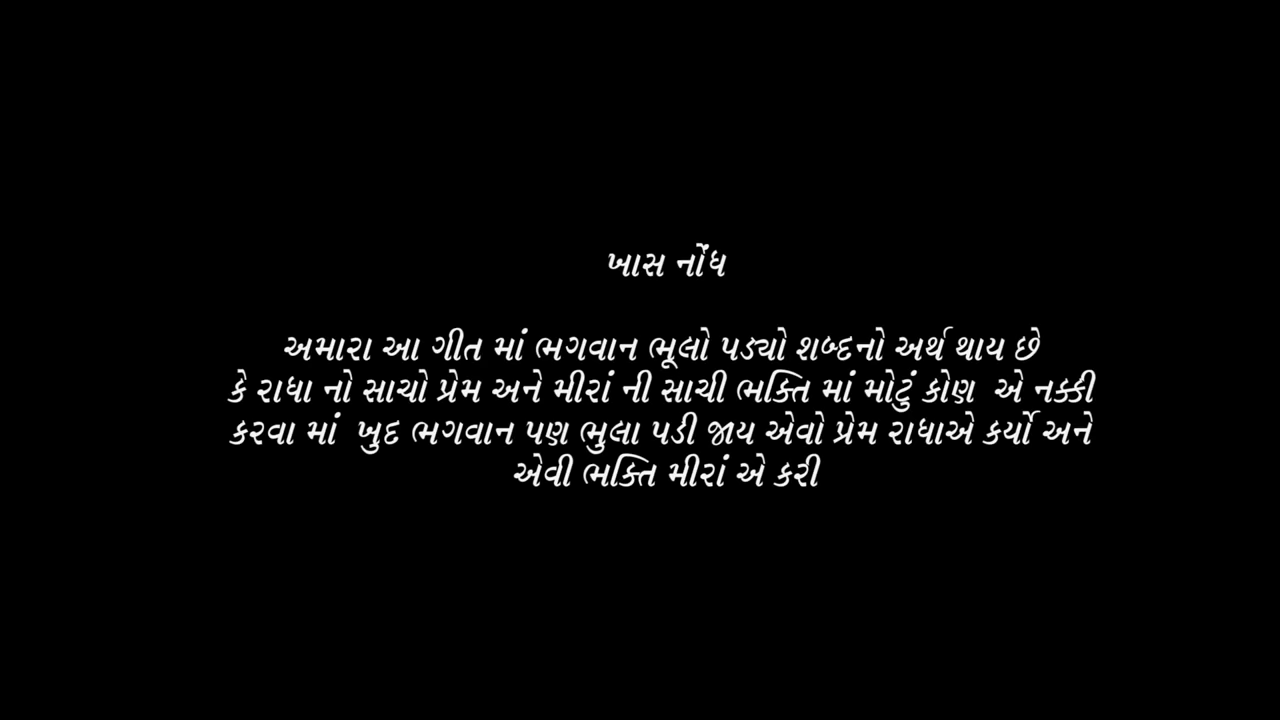 ખાસ નોંધ
અમારા આ ગીત માં ભગવાન ભૂલો પડ્યો શબ્દનો અર્થ થાય છે
કે રાધા નો સાચો પ્રેમ અને મીરાં ની સાચી ભક્તિ માં મોટું કોણ એ નક્કી
કરવા માં ખુદ ભગવાન પણ ભુલા પડી જાય એવો પ્રેમ રાધાએ કર્યો અને
એવી ભક્તિ મીરાં એ કરી